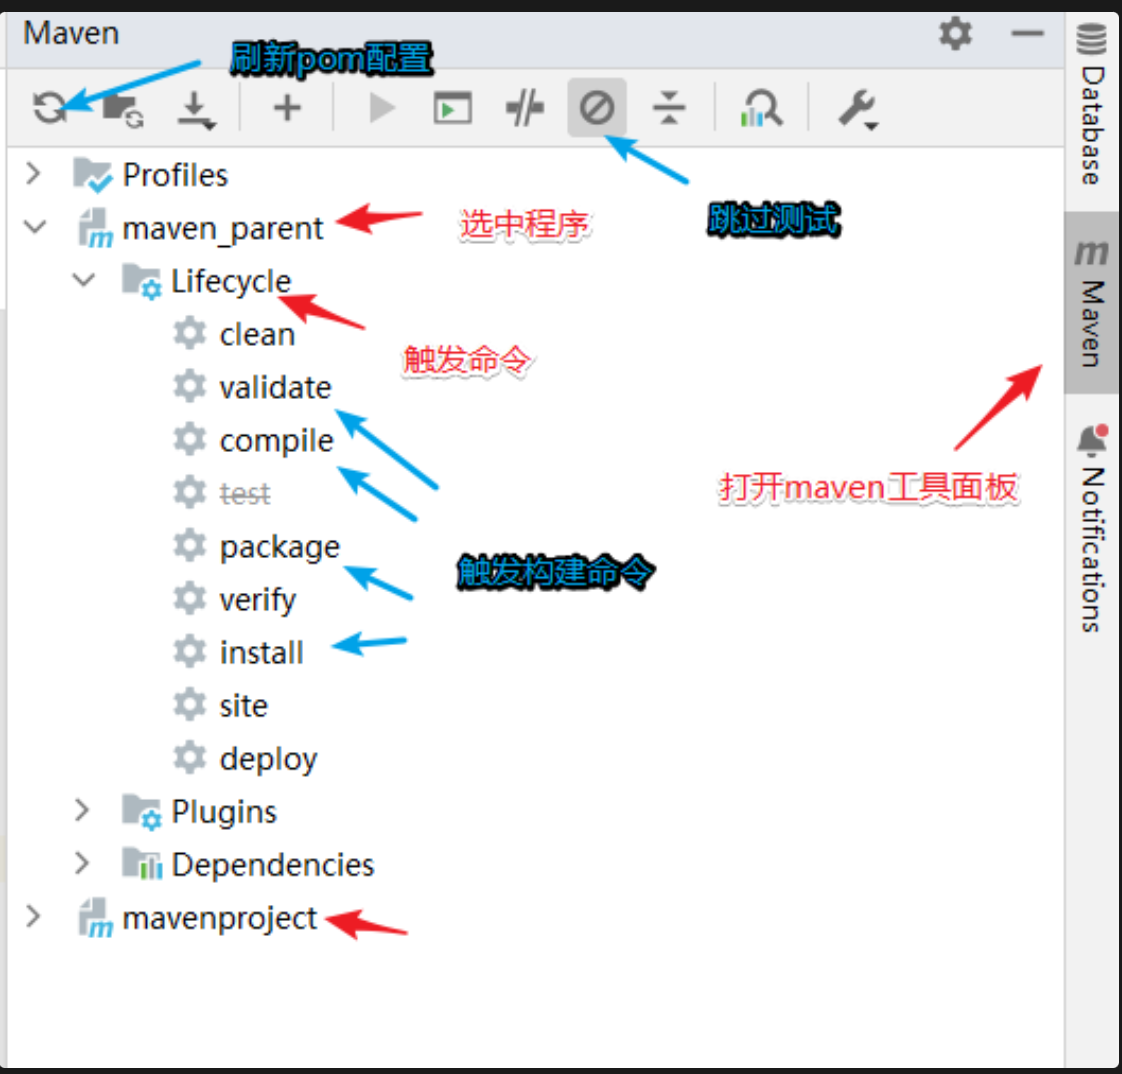 Maven
刷新pom配置
Profiles
maven_parent
选中程序
跳过测试
Lifecycle
触发命令
clean
validate
compile
test
package
触发构建命令
verify
install
site
deploy
Plugins
Dependencies
mavenproject
打开maven工具面板
Database
m Maven
Notifications